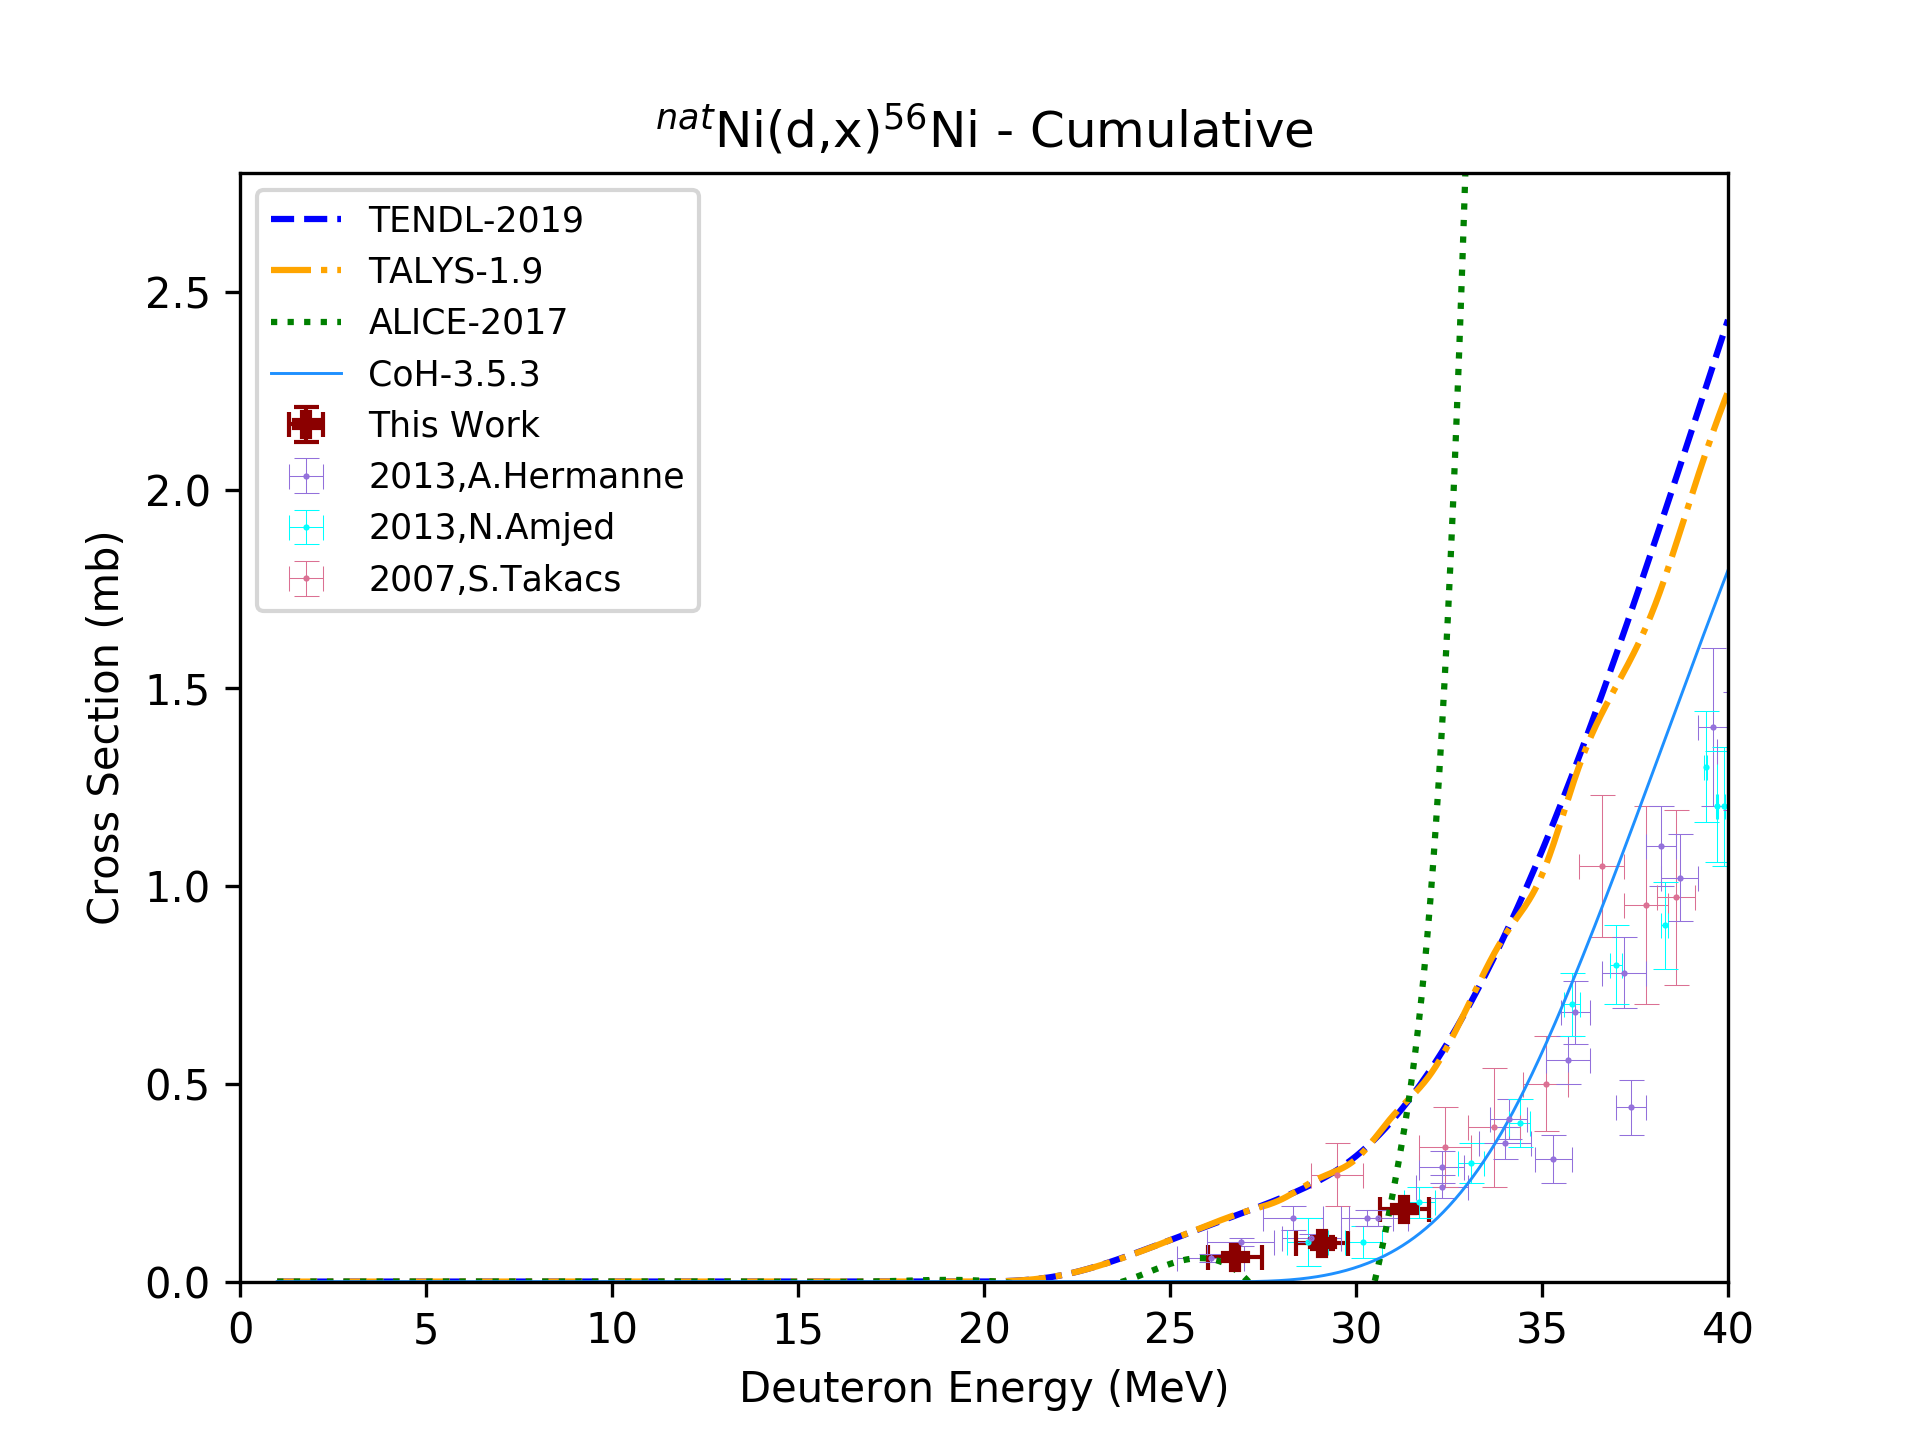 natNi(d,x)56Ni - Cumulative
TENDL-2019
TALYS-1.9
ALICE-2017
CoH-3.5.3
This Work
2013,A.Hermanne
2013,N.Amjed
2007,S.Takacs
Cross Section (mb)
2.5
2.0
1.5
1.0
0.5
0.0
0 5 10 15 20 25 30 35 40
Deuteron Energy (MeV)